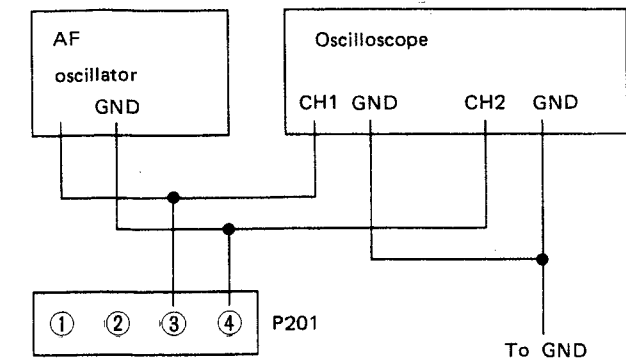 AF
oscillator
GND
Oscilloscope
CH1 GND CH2 GND
① ② ③ ④ P201
To GND